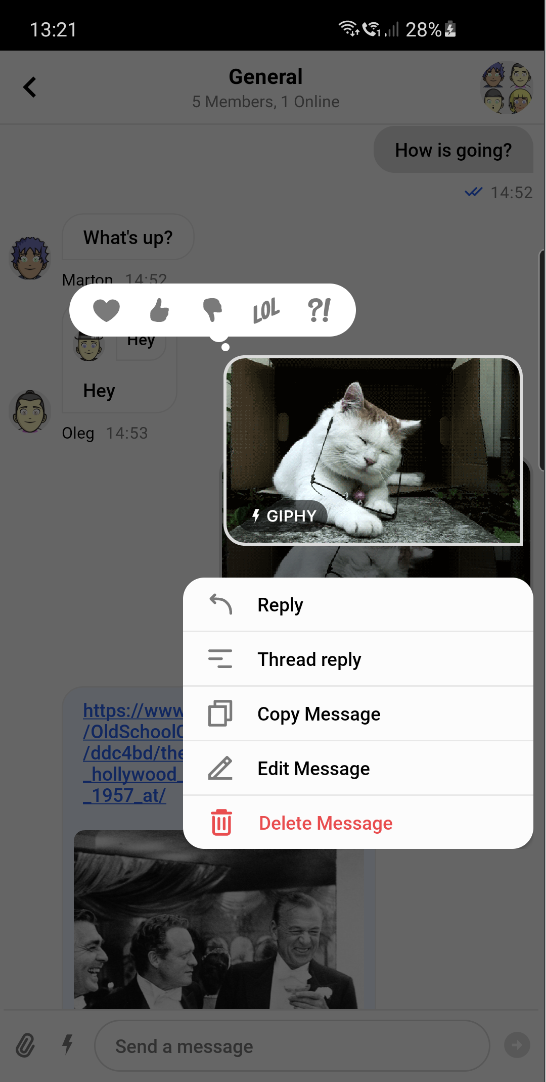 13:21
28%
General
5 Members, 1 Online
How is going?
14:52
What's up?
Marton 14:52
LOL ?!
Hey
Hey
Oleg 14:53
GIPHY
Reply
Thread reply
https://www
/OldSchoolC
/ddc4bd/the
_hollywood_
_1957_at/
Copy Message
Edit Message
Delete Message
Send a message